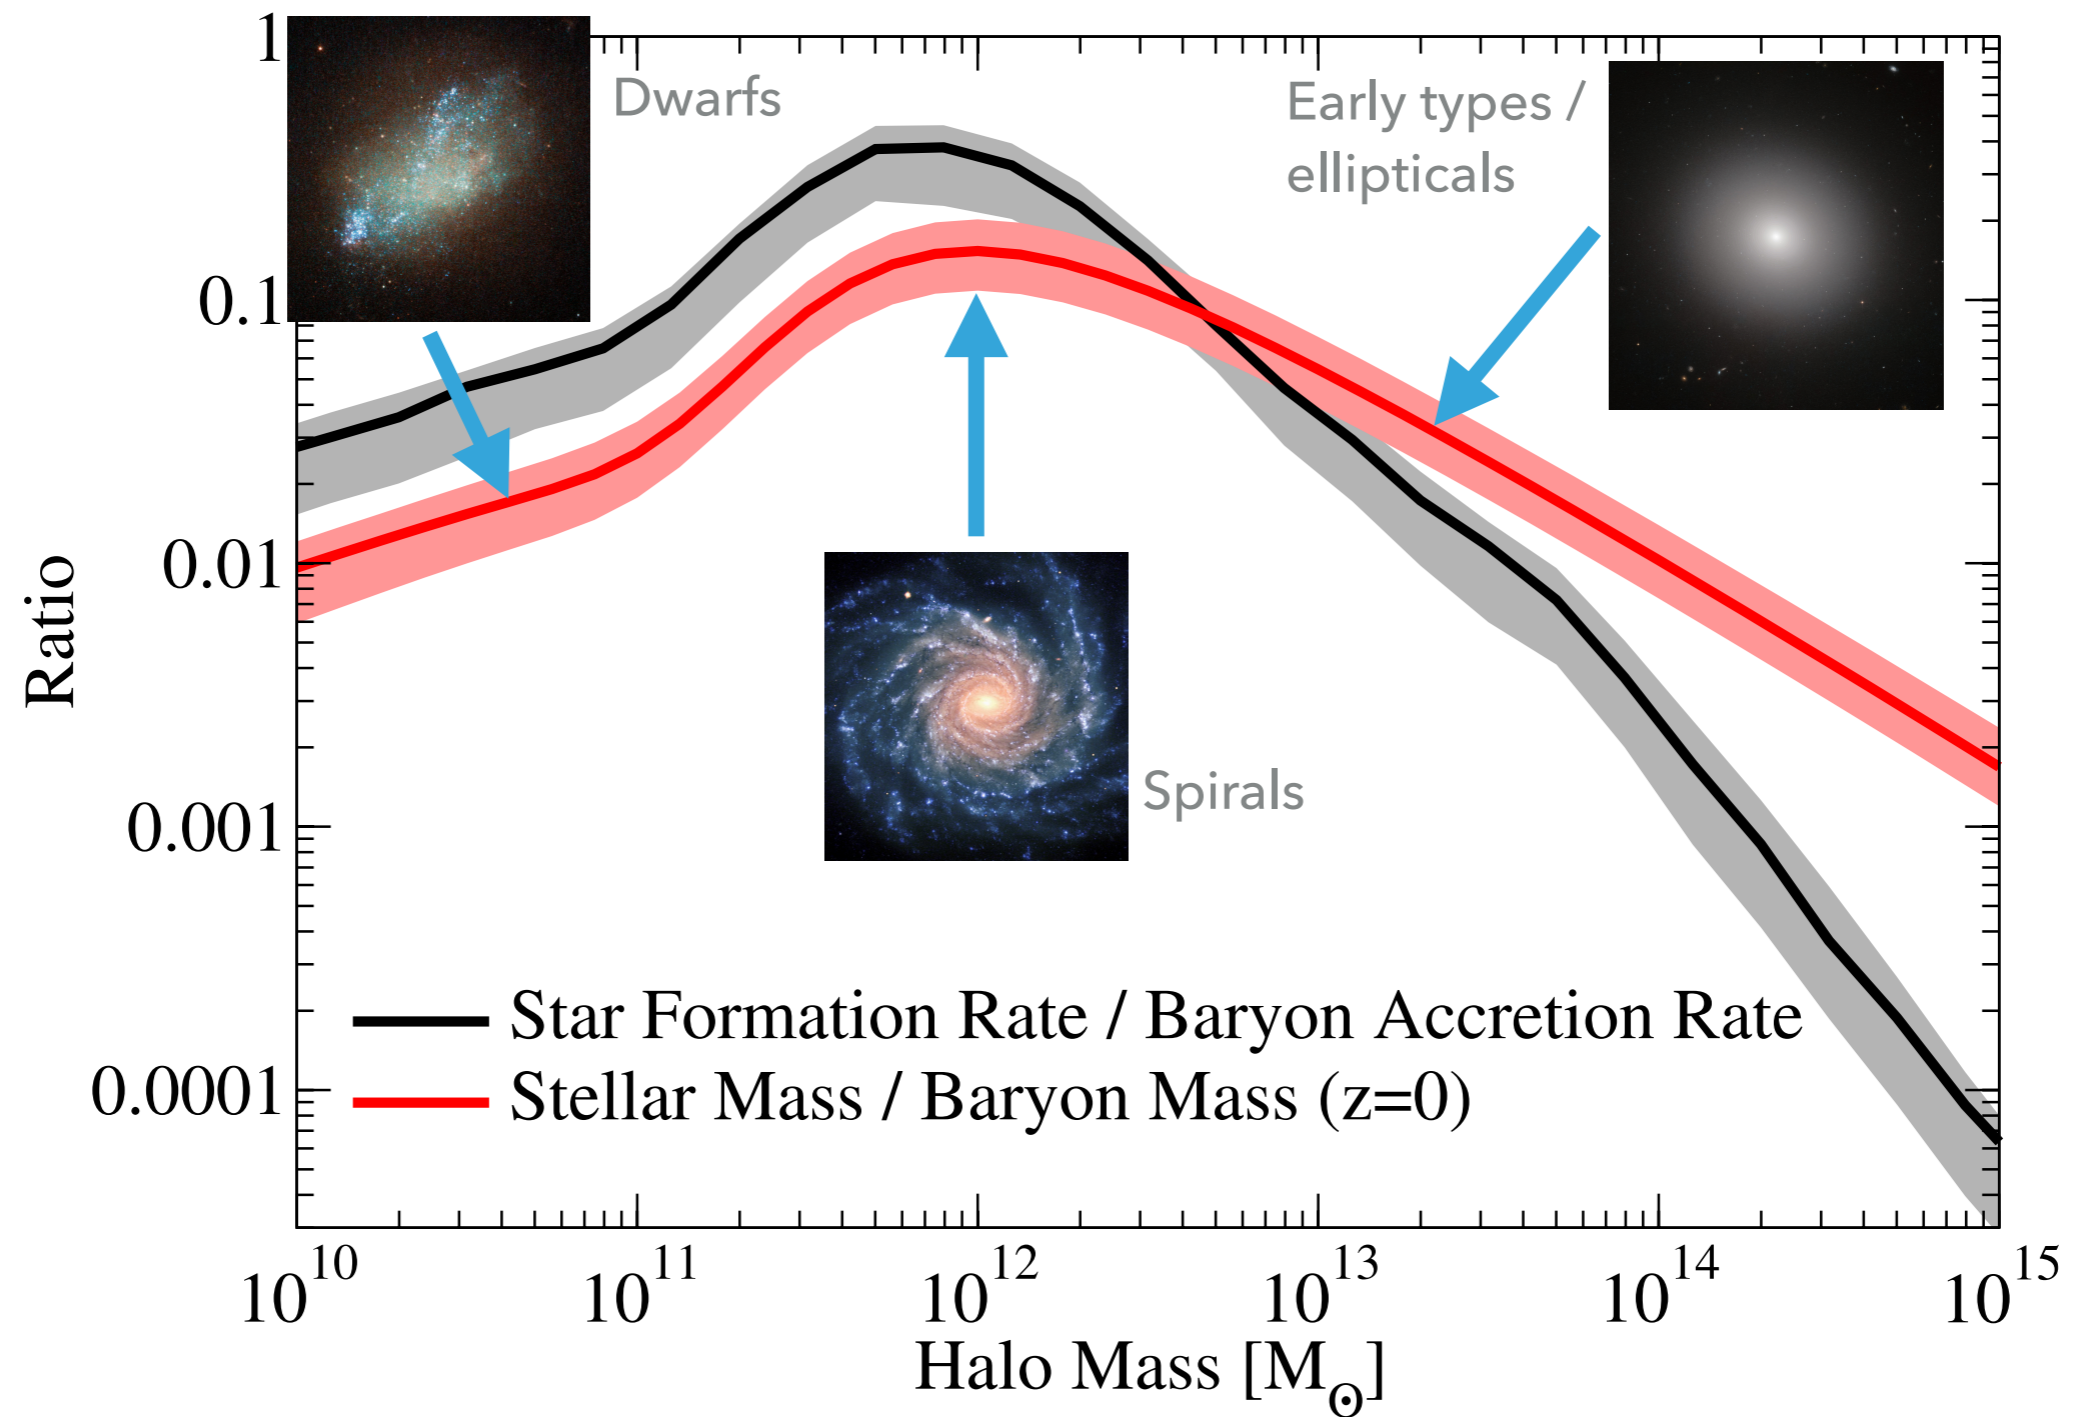 1
0.1
0.01
0.001
0.0001
Ratio
Dwarfs
Early types /
ellipticals
Spirals
Star Formation Rate / Baryon Accretion Rate
Stellar Mass / Baryon Mass (z=0)
10^10 10^11 10^12 10^13 10^14 10^15
Halo Mass [M_⊙]